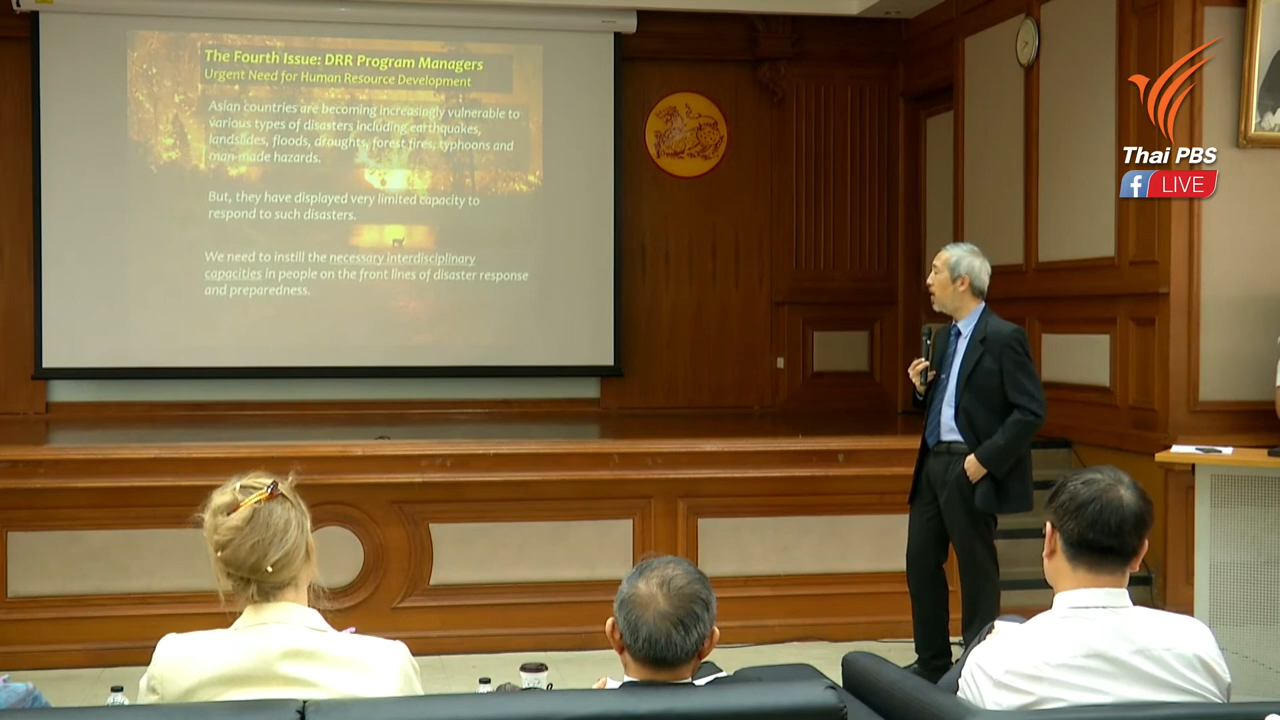 The Fourth Issue: DRR Program Managers
Urgent Need for Human Resource Development
Asian countries are becoming increasingly vulnerable to
various types of disasters including earthquakes,
landslides, floods, droughts, forest fires, typhoons and
man-made hazards.
But, they have displayed very limited capacity to
respond to such disasters.
We need to instill the necessary interdisciplinary
capacities in people on the front lines of disaster response
and preparedness.
Thai PBS
f LIVE